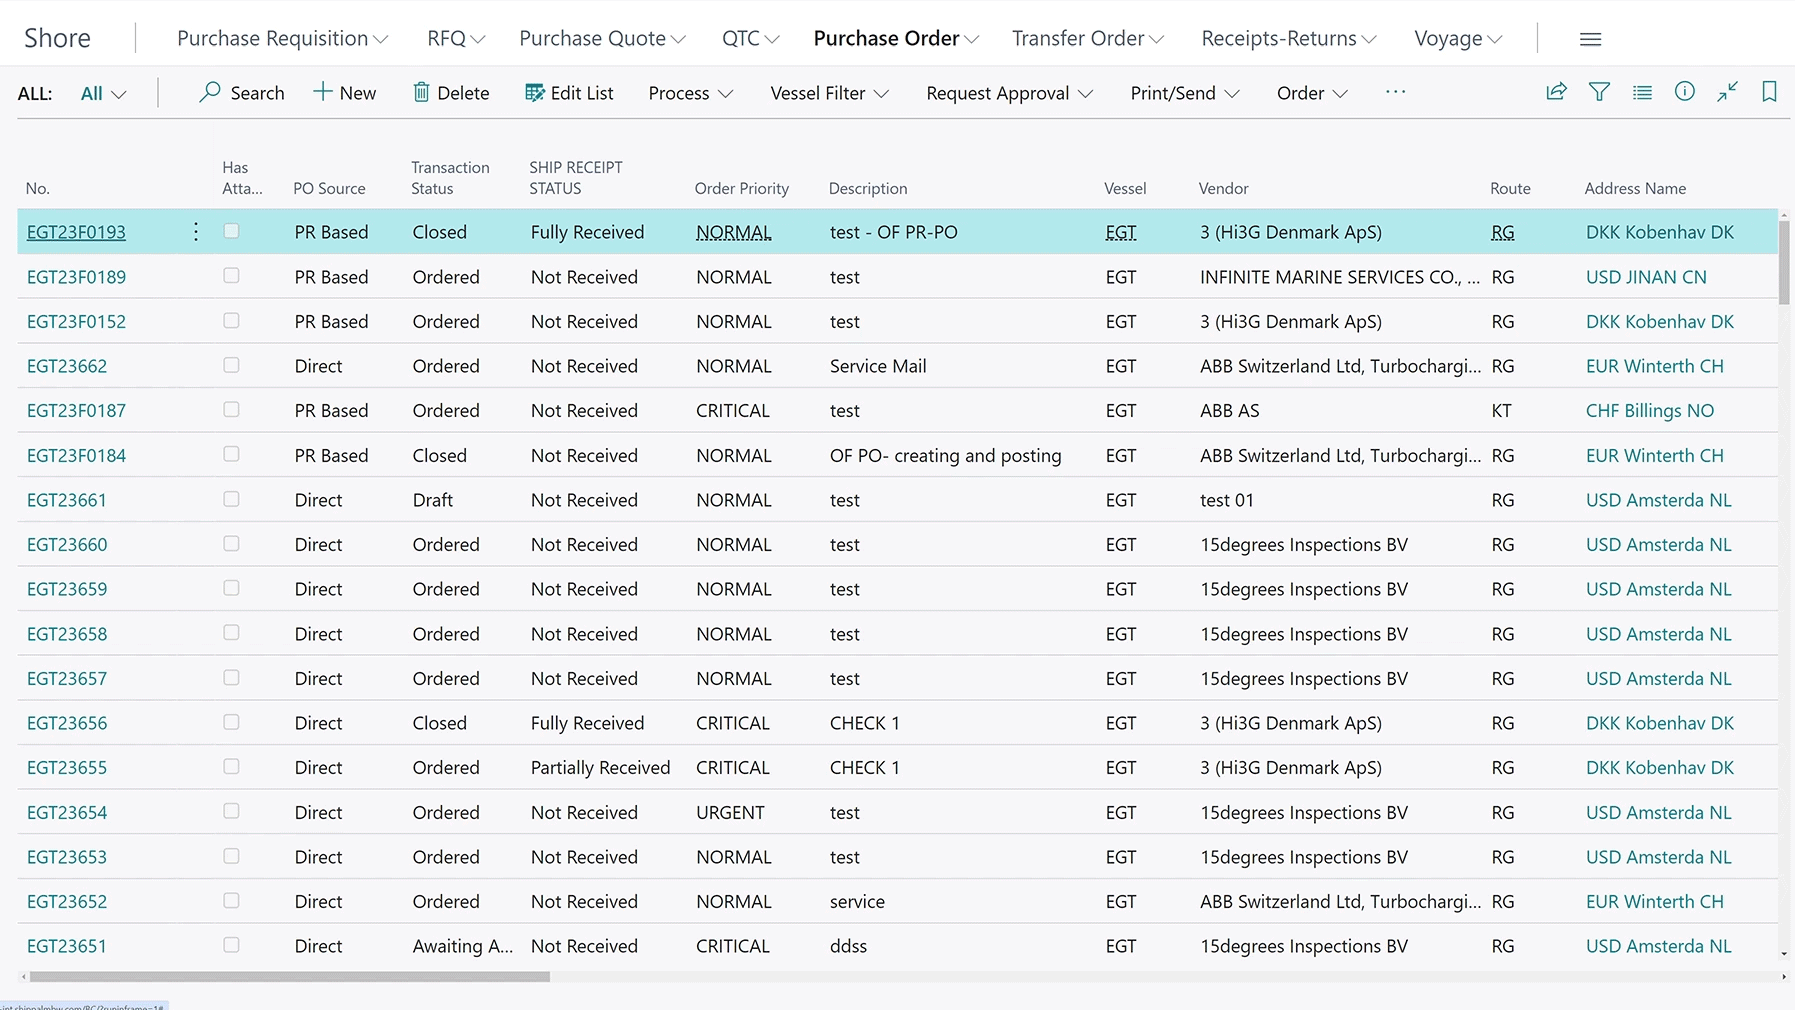 Shore Purchase Requisition RFQ Purchase Quote QTC Purchase Order Transfer Order Receipts-Returns Voyage
ALL: All Search New Delete Edit List Process Vessel Filter Request Approval Print/Send Order ...
No. Has Atta... PO Source Transaction Status SHIP RECEIPT STATUS Order Priority Description Vessel Vendor Route Address Name
EGT23F0193 PR Based Closed Fully Received NORMAL test - OF PR-PO EGT 3 (Hi3G Denmark ApS) RG DKK Kobenhav DK
EGT23F0189 PR Based Ordered Not Received NORMAL test EGT INFINITE MARINE SERVICES CO., ... RG USD JINAN CN
EGT23F0152 PR Based Ordered Not Received NORMAL test EGT 3 (Hi3G Denmark ApS) RG DKK Kobenhav DK
EGT23662 Direct Ordered Not Received NORMAL Service Mail EGT ABB Switzerland Ltd, Turbochargi... RG EUR Winterth CH
EGT23F0187 PR Based Ordered Not Received CRITICAL test EGT ABB AS KT CHF Billings NO
EGT23F0184 PR Based Closed Not Received NORMAL OF PO- creating and posting EGT ABB Switzerland Ltd, Turbochargi... RG EUR Winterth CH
EGT23661 Direct Draft Not Received NORMAL test EGT test 01 RG USD Amsterda NL
EGT23660 Direct Ordered Not Received NORMAL test EGT 15degrees Inspections BV RG USD Amsterda NL
EGT23659 Direct Ordered Not Received NORMAL test EGT 15degrees Inspections BV RG USD Amsterda NL
EGT23658 Direct Ordered Not Received NORMAL test EGT 15degrees Inspections BV RG USD Amsterda NL
EGT23657 Direct Ordered Not Received NORMAL test EGT 15degrees Inspections BV RG USD Amsterda NL
EGT23656 Direct Closed Fully Received CRITICAL CHECK 1 EGT 3 (Hi3G Denmark ApS) RG DKK Kobenhav DK
EGT23655 Direct Ordered Partially Received CRITICAL CHECK 1 EGT 3 (Hi3G Denmark ApS) RG DKK Kobenhav DK
EGT23654 Direct Ordered Not Received URGENT test EGT 15degrees Inspections BV RG USD Amsterda NL
EGT23653 Direct Ordered Not Received NORMAL test EGT 15degrees Inspections BV RG USD Amsterda NL
EGT23652 Direct Ordered Not Received NORMAL service EGT ABB Switzerland Ltd, Turbochargi... RG EUR Winterth CH
EGT23651 Direct Awaiting A... Not Received CRITICAL ddss EGT 15degrees Inspections BV RG USD Amsterda NL